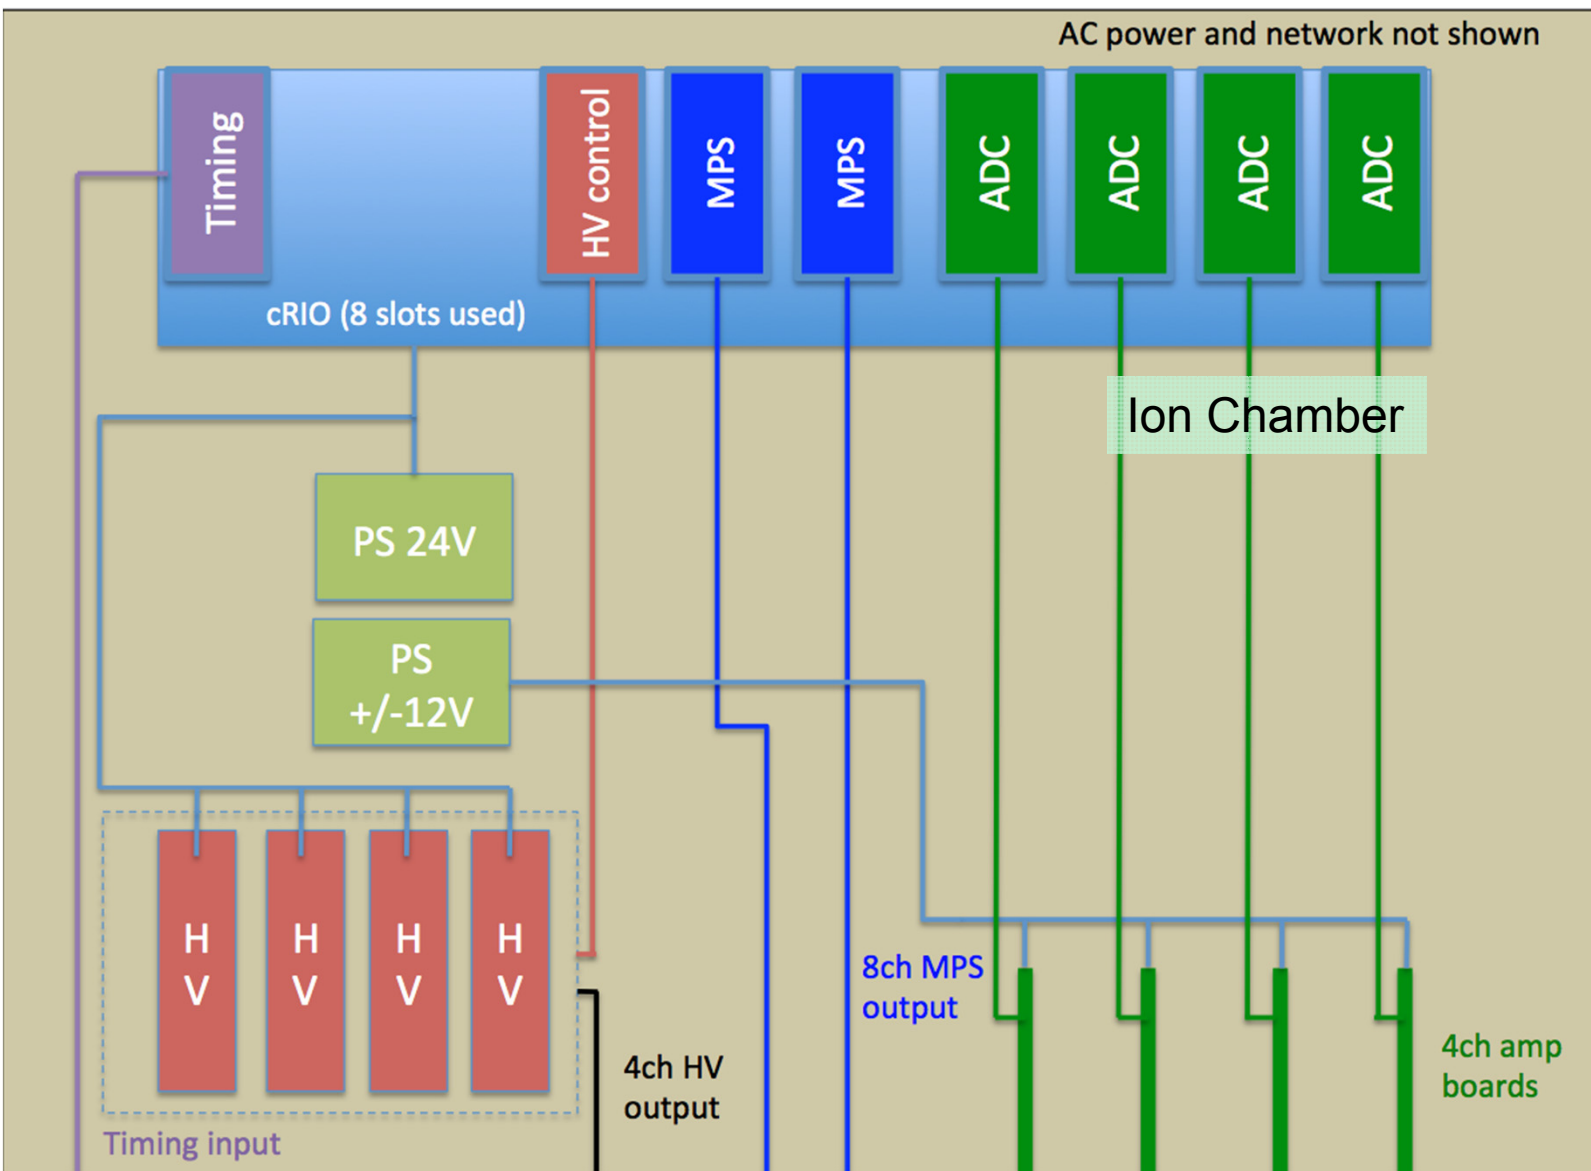 AC power and network not shown
Timing
HV control
MPS
MPS
ADC
ADC
ADC
ADC
cRIO (8 slots used)
Ion Chamber
PS 24V
PS
+/-12V
H
V
H
V
H
V
H
V
8ch MPS
output
4ch HV
output
4ch amp
boards
Timing input